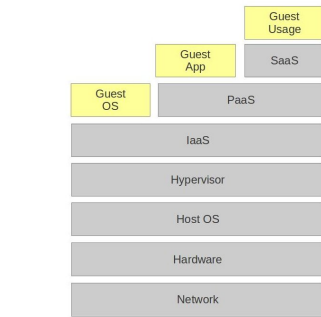 Guest
Usage
Guest
App
SaaS
Guest
OS
PaaS
IaaS
Hypervisor
Host OS
Hardware
Network